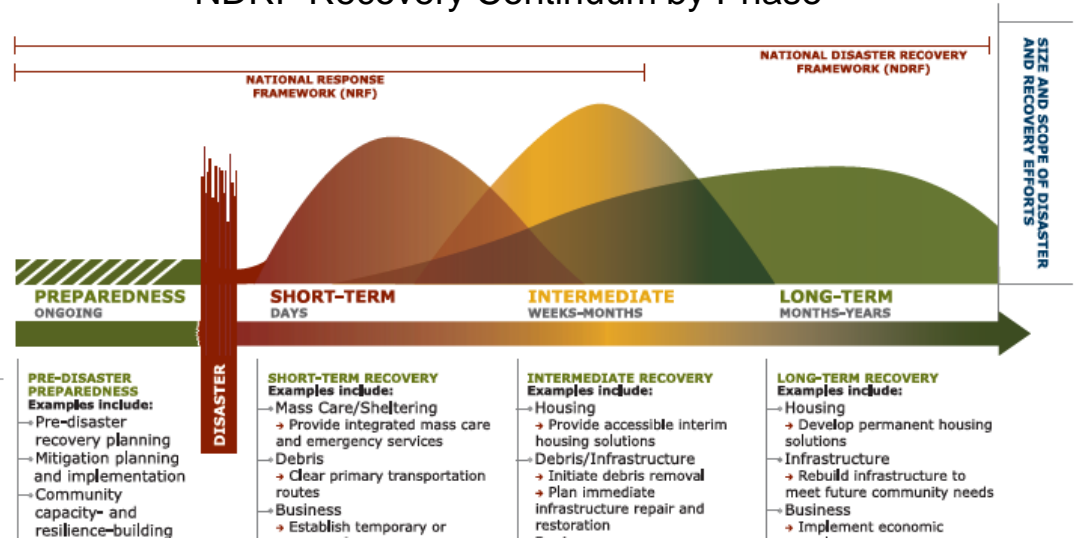 NDRF Recovery Continuum by Phase
NATIONAL DISASTER RECOVERY
FRAMEWORK (NDRF)
NATIONAL RESPONSE
FRAMEWORK (NRF)
SIZE AND SCOPE OF DISASTER
AND RECOVERY EFFORTS
PREPAREDNESS
ONGOING
SHORT–TERM
DAYS
INTERMEDIATE
WEEKS–MONTHS
LONG–TERM
MONTHS–YEARS
DISASTER
PRE–DISASTER
PREPAREDNESS
Examples include:
Pre–disaster
recovery planning
Mitigation planning
and implementation
Community
capacity– and
resilience–building
SHORT–TERM RECOVERY
Examples include:
Mass Care/Sheltering
→ Provide integrated mass care
and emergency services
Debris
→ Clear primary transportation
routes
Business
→ Establish temporary or
INTERMEDIATE RECOVERY
Examples include:
Housing
→ Provide accessible interim
housing solutions
Debris/Infrastructure
→ Initiate debris removal
→ Plan immediate
infrastructure repair and
restoration
LONG–TERM RECOVERY
Examples include:
Housing
→ Develop permanent housing
solutions
Infrastructure
→ Rebuild infrastructure to
meet future community needs
Business
→ Implement economic